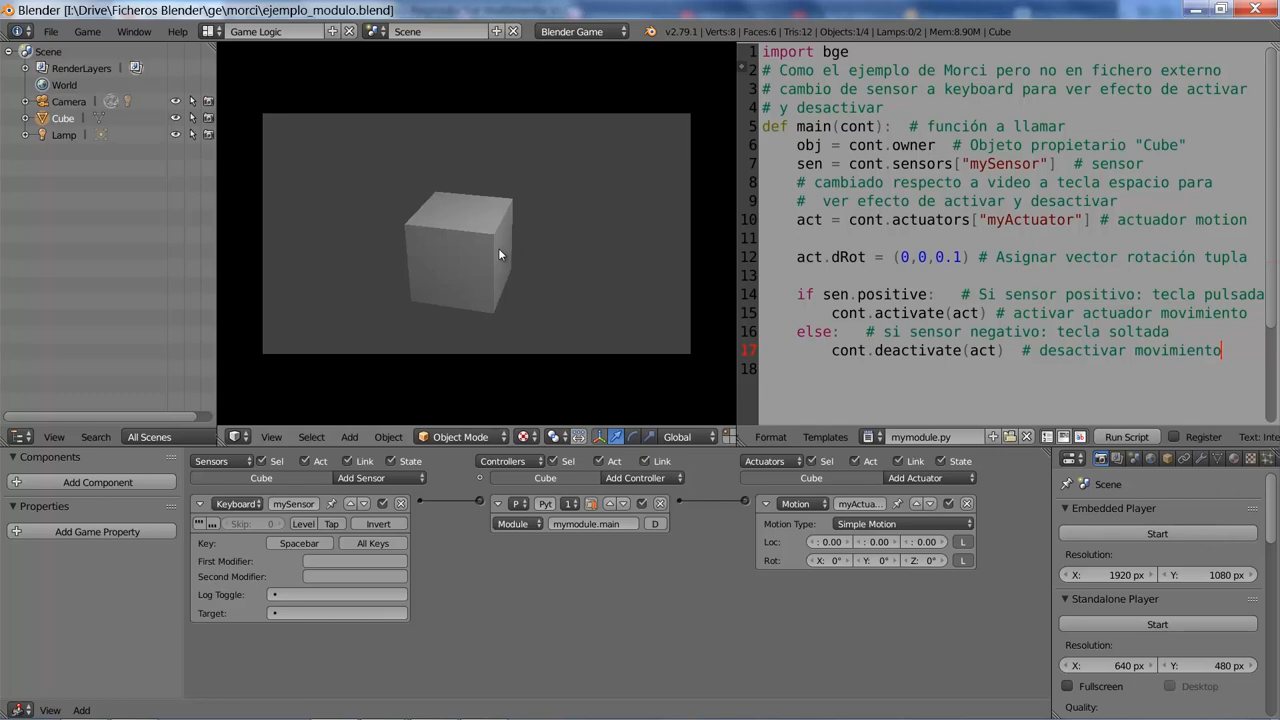 Blender [I:\Drive\Ficheros Blender\ge\morci\ejemplo_modulo.blend]
File Game Window Help Game Logic Scene Blender Game v2.79.1 | Verts:8 | Faces:6 | Tris:12 | Objects:1/4 | Lamps:0/2 | Mem:8.90M | Cube
Scene
RenderLayers
World
Camera
Cube
Lamp
View Search All Scenes
View Select Add Object Object Mode Global
1 import bge
2 # Como el ejemplo de Morci pero no en fichero externo
3 # cambio de sensor a keyboard para ver efecto de activar
4 # y desactivar
5 def main(cont):  # función a llamar
6     obj = cont.owner  # Objeto propietario "Cube"
7     sen = cont.sensors["mySensor"]  # sensor
8     # cambiado respecto a video a tecla espacio para
9     #  ver efecto de activar y desactivar
10     act = cont.actuators["myActuator"] # actuador motion
11
12     act.dRot = (0,0,0.1) # Asignar vector rotación tupla
13
14     if sen.positive:   # Si sensor positivo: tecla pulsada
15         cont.activate(act) # activar actuador movimiento
16     else:   # si sensor negativo: tecla soltada
17         cont.deactivate(act)  # desactivar movimiento
18
Format Templates mymodule.py Run Script Register Text: Inte
Components
Add Component
Properties
Add Game Property
View Add
Sensors Sel Act Link State
Cube Add Sensor
Keyboard mySensor
Skip: 0 Level Tap Invert
Key: Spacebar All Keys
First Modifier:
Second Modifier:
Log Toggle:
Target:
Controllers Sel Act Link
Cube Add Controller
P Pyt 1
Module mymodule.main D
Actuators Sel Act Link State
Cube Add Actuator
Motion myActua...
Motion Type: Simple Motion
Loc: : 0.00 : 0.00 : 0.00 L
Rot: X: 0° Y: 0° Z: 0° L
Scene
Embedded Player
Start
Resolution:
X: 1920 px Y: 1080 px
Standalone Player
Start
Resolution:
X: 640 px Y: 480 px
Fullscreen Desktop
Quality: